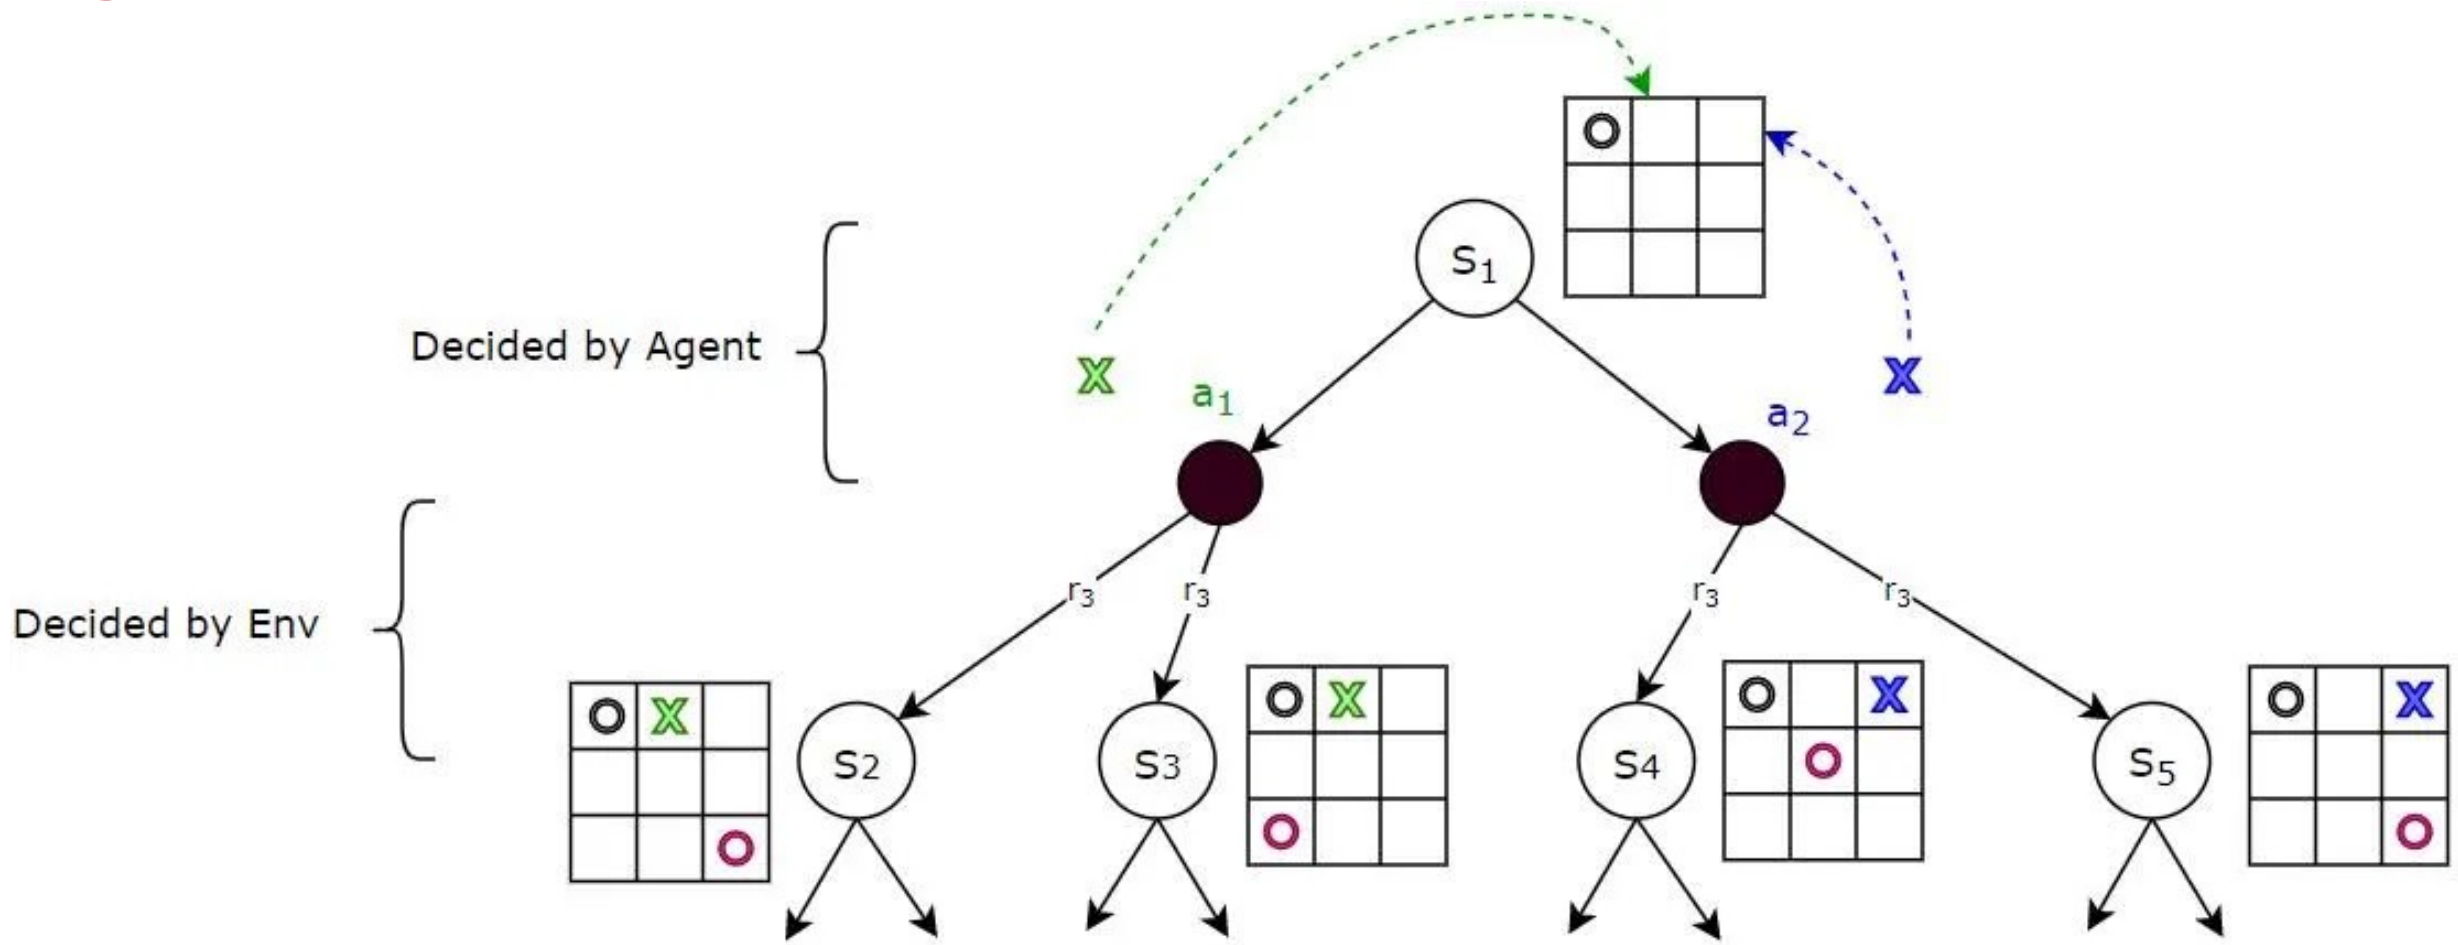 O
S1
Decided by Agent
X
a1
a2
X
r3
r3
r3
r3
Decided by Env
O X
O
S2
S3
O X
O
S4
O X
O
S5
O X
O